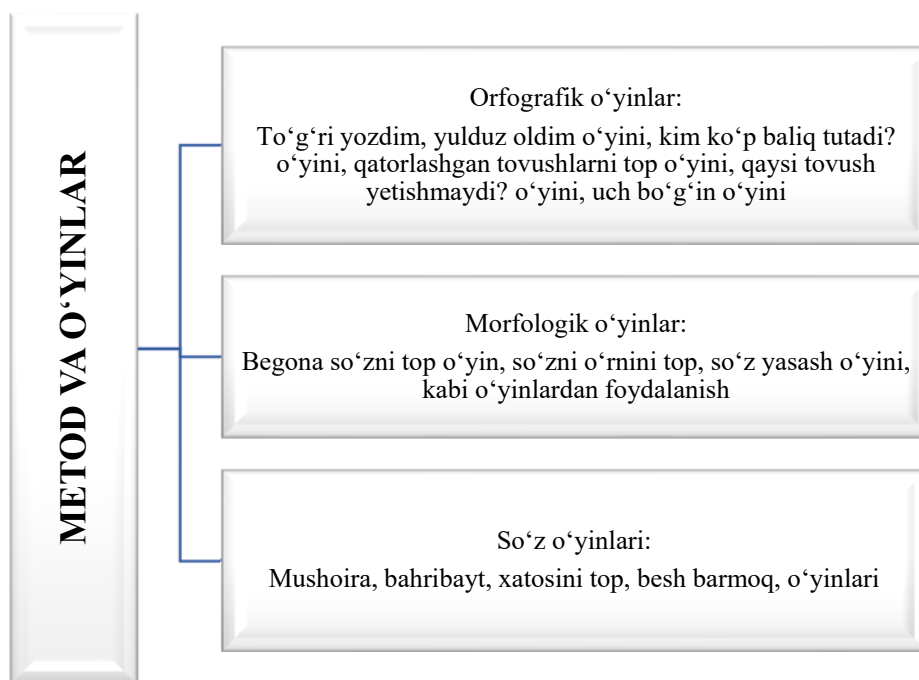 METOD VA O‘YINLAR
Orfografik o‘yinlar:
To‘g‘ri yozdim, yulduz oldim o‘yini, kim ko‘p baliq tutadi?
o‘yini, qatorlashgan tovushlarni top o‘yini, qaysi tovush
yetishmaydi? o‘yini, uch bo‘g‘in o‘yini
Morfologik o‘yinlar:
Begona so‘zni top o‘yin, so‘zni o‘rnini top, so‘z yasash o‘yini,
kabi o‘yinlardan foydalanish
So‘z o‘yinlari:
Mushoira, bahribayt, xatosini top, besh barmoq, o‘yinlari